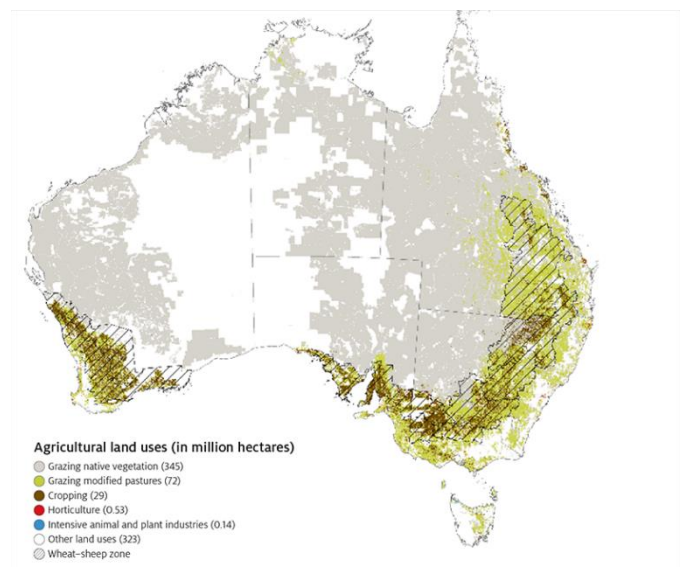 Agricultural land uses (in million hectares)
Grazing native vegetation (345)
Grazing modified pastures (72)
Cropping (29)
Horticulture (0.53)
Intensive animal and plant industries (0.14)
Other land uses (323)
Wheat–sheep zone